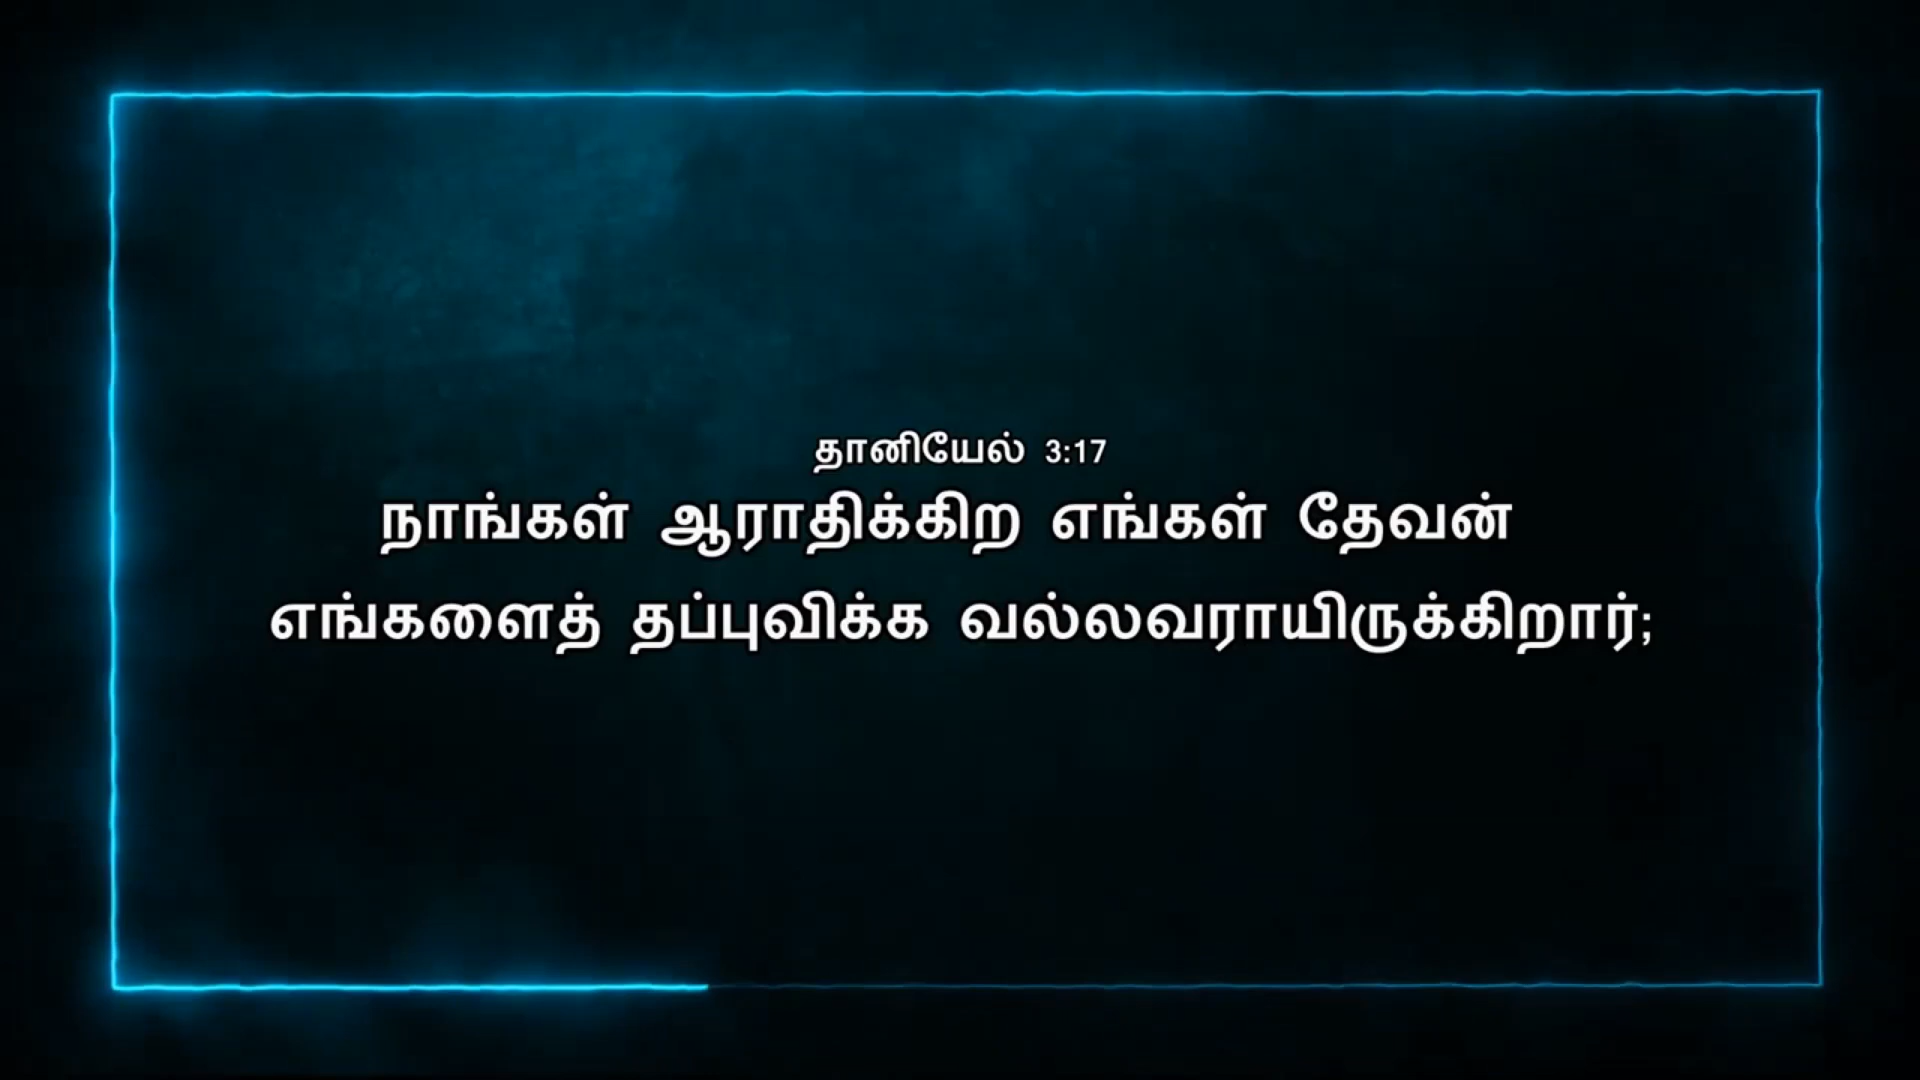 தானியேல் 3:17
நாங்கள் ஆராதிக்கிற எங்கள் தேவன்
எங்களைத் தப்புவிக்க வல்லவராயிருக்கிறார்;